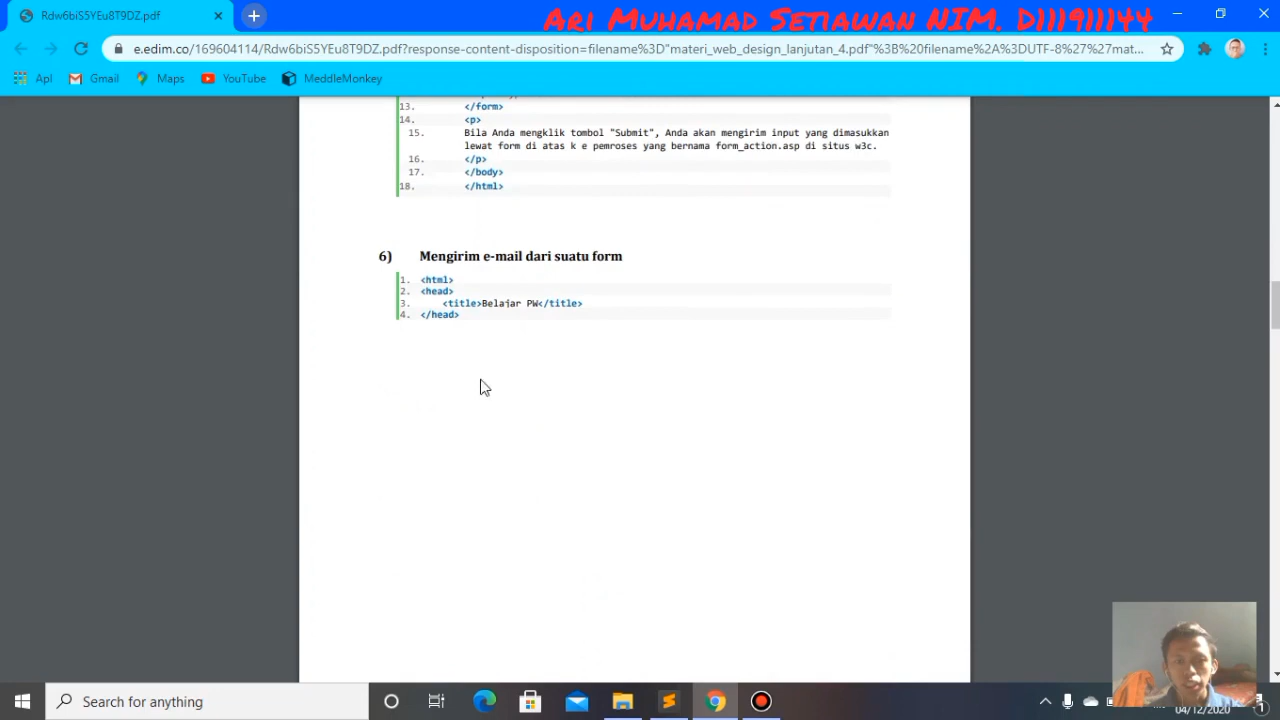 Rdw6biS5YEu8T9DZ.pdf
Ari Muhamad Setiawan NIM. D111911144
e.edim.co/169604114/Rdw6biS5YEu8T9DZ.pdf?response-content-disposition=filename%3D"materi_web_design_lanjutan_4.pdf"%3B%20filename%2A%3DUTF-8%27%27mat...
Apl Gmail Maps YouTube MeddleMonkey
13. </form>
14. <p>
15. Bila Anda mengklik tombol "Submit", Anda akan mengirim input yang dimasukkan
lewat form di atas k e pemroses yang bernama form_action.asp di situs w3c.
16. </p>
17. </body>
18. </html>
6) Mengirim e-mail dari suatu form
1. <html>
2. <head>
3. <title>Belajar PW</title>
4. </head>
Search for anything
04/12/2020